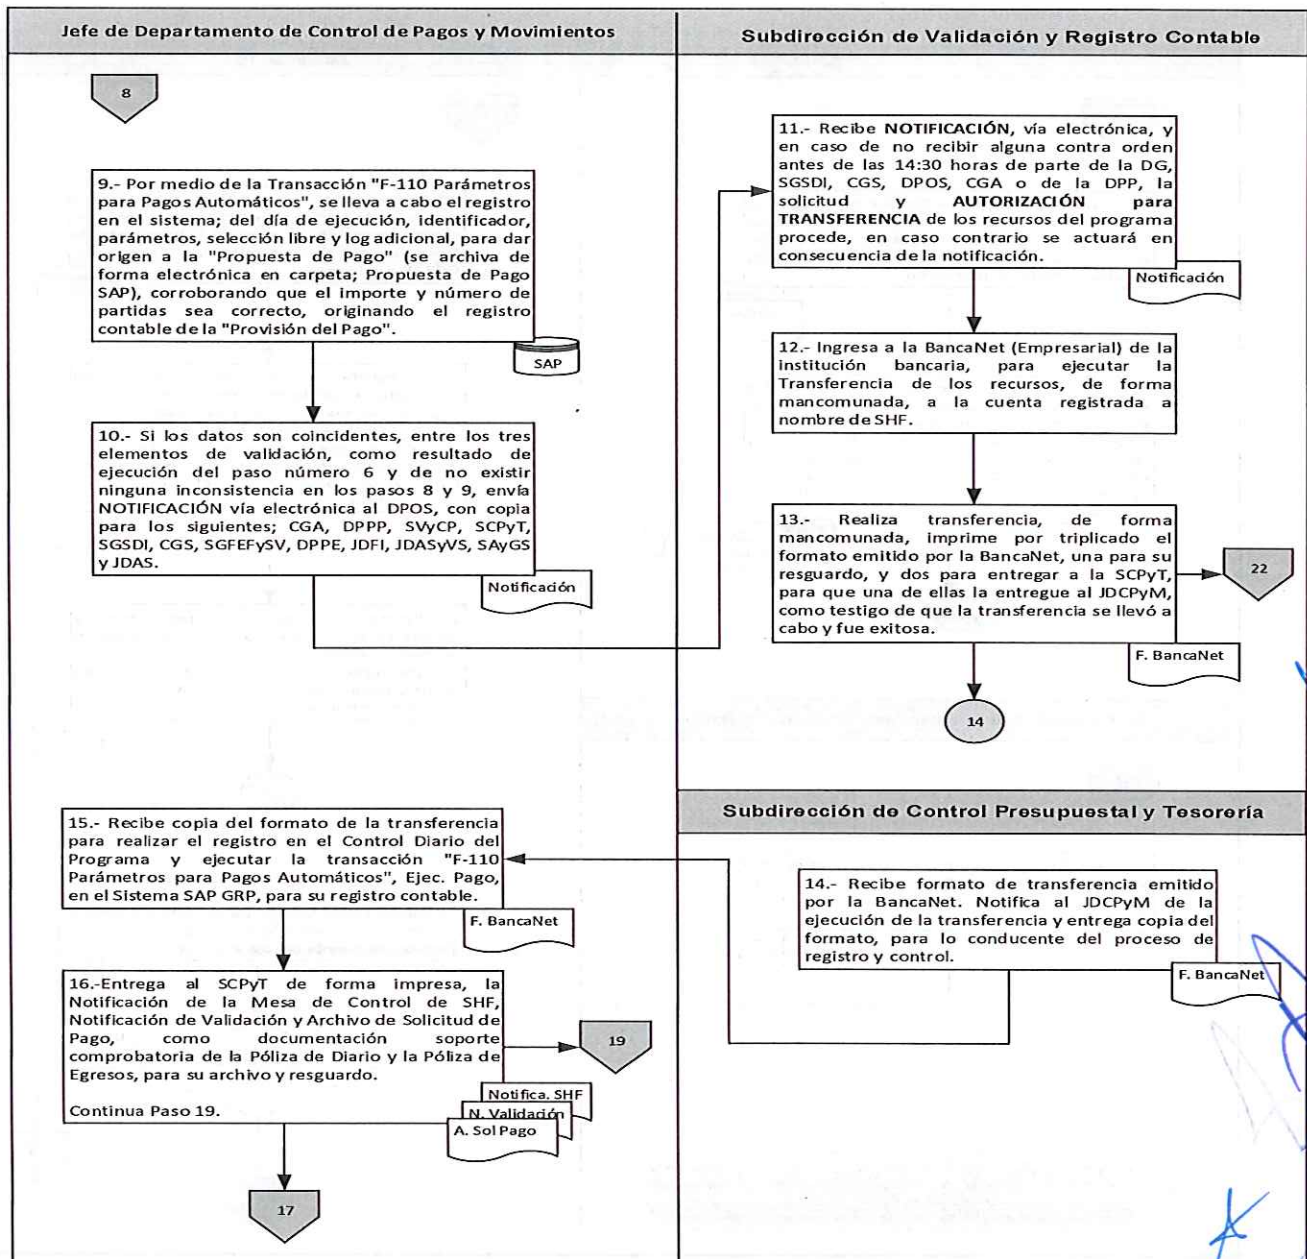 Jefe de Departamento de Control de Pagos y Movimientos
8
9.- Por medio de la Transacción "F-110 Parámetros
para Pagos Automáticos", se lleva a cabo el registro
en el sistema; del día de ejecución, identificador,
parámetros, selección libre y log adicional, para dar
origen a la "Propuesta de Pago" (se archiva de
forma electrónica en carpeta; Propuesta de Pago
SAP), corroborando que el importe y número de
partidas sea correcto, originando el registro
contable de la "Provisión del Pago".
SAP
10.- Si los datos son coincidentes, entre los tres
elementos de validación, como resultado de
ejecución del paso número 6 y de no existir
ninguna inconsistencia en los pasos 8 y 9, envía
NOTIFICACIÓN vía electrónica al DPOS, con copia
para los siguientes; CGA, DPPP, SVyCP, SCPyT,
SGSDI, CGS, SGFEFySV, DPPE, JDFI, JDASyVS, SAyGS
y JDAS.
Notificación
Subdirección de Validación y Registro Contable
11.- Recibe NOTIFICACIÓN, vía electrónica, y
en caso de no recibir alguna contra orden
antes de las 14:30 horas de parte de la DG,
SGSDI, CGS, DPOS, CGA o de la DPP, la
solicitud y AUTORIZACIÓN para
TRANSFERENCIA de los recursos del programa
procede, en caso contrario se actuará en
consecuencia de la notificación.
Notificación
12.- Ingresa a la BancaNet (Empresarial) de la
institución bancaria, para ejecutar la
Transferencia de los recursos, de forma
mancomunada, a la cuenta registrada a
nombre de SHF.
13.- Realiza transferencia, de forma
mancomunada, imprime por triplicado el
formato emitido por la BancaNet, una para su
resguardo, y dos para entregar a la SCPyT,
para que una de ellas la entregue al JDCPyM,
como testigo de que la transferencia se llevó a
cabo y fue exitosa.
22
F. BancaNet
14
Subdirección de Control Presupuestal y Tesorería
14.- Recibe formato de transferencia emitido
por la BancaNet. Notifica al JDCPyM de la
ejecución de la transferencia y entrega copia del
formato, para lo conducente del proceso de
registro y control.
F. BancaNet
15.- Recibe copia del formato de la transferencia
para realizar el registro en el Control Diario del
Programa y ejecutar la transacción "F-110
Parámetros para Pagos Automáticos", Ejec. Pago,
en el Sistema SAP GRP, para su registro contable.
F. BancaNet
16.-Entrega al SCPyT de forma impresa, la
Notificación de la Mesa de Control de SHF,
Notificación de Validación y Archivo de Solicitud de
Pago, como documentación soporte
comprobatoria de la Póliza de Diario y la Póliza de
Egresos, para su archivo y resguardo.
Continua Paso 19.
19
Notifica. SHF
N. Validación
A. Sol Pago
17